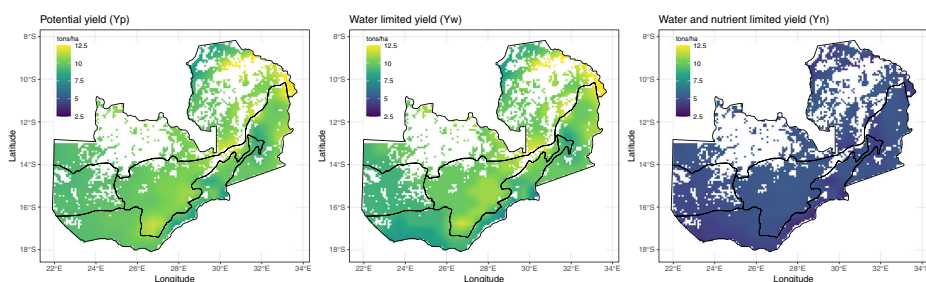 Potential yield (Yp)
tons/ha
12.5
10
7.5
5
2.5
8°S
10°S
12°S
14°S
16°S
18°S
Latitude
22°E
24°E
26°E
28°E
30°E
32°E
34°E
Longitude
Water limited yield (Yw)
tons/ha
12.5
10
7.5
5
2.5
8°S
10°S
12°S
14°S
16°S
18°S
Latitude
22°E
24°E
26°E
28°E
30°E
32°E
34°E
Longitude
Water and nutrient limited yield (Yn)
tons/ha
12.5
10
7.5
5
2.5
8°S
10°S
12°S
14°S
16°S
18°S
Latitude
22°E
24°E
26°E
28°E
30°E
32°E
34°E
Longitude